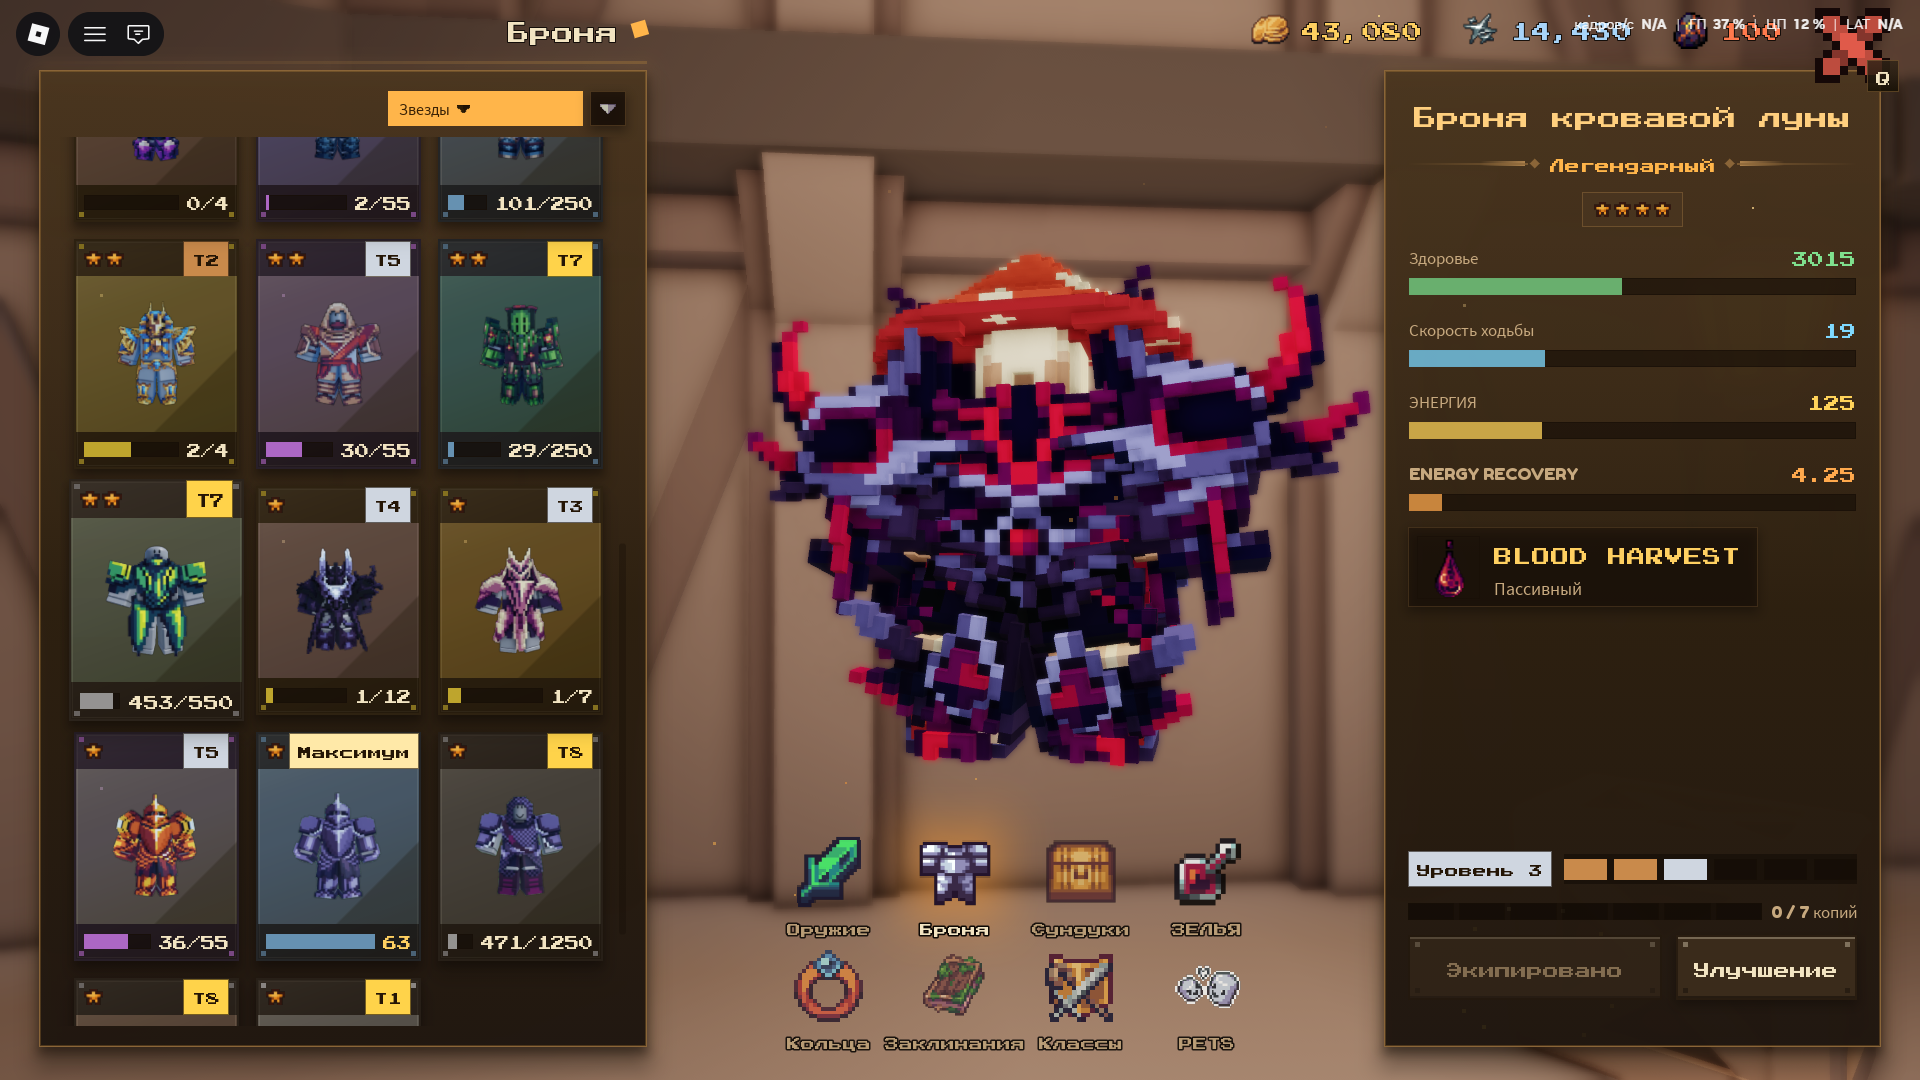 Броня
43,080
14,430
100
кадров/с N/A | ГП 37 % | ЦП 12 % | LAT N/A
Q
Звезды
0/4
2/55
101/250
T2
T5
T7
2/4
30/55
29/250
T7
T4
T3
453/550
1/12
1/7
T5
Максимум
T8
36/55
63
471/1250
T8
T1
Оружие
Броня
Сундуки
ЗЕЛЬЯ
Кольца
Заклинания
Классы
PETS
Броня кровавой луны
Легендарный
Здоровье
3015
Скорость ходьбы
19
ЭНЕРГИЯ
125
ENERGY RECOVERY
4.25
BLOOD HARVEST
Пассивный
Уровень 3
0 / 7 копий
Экипировано
Улучшение